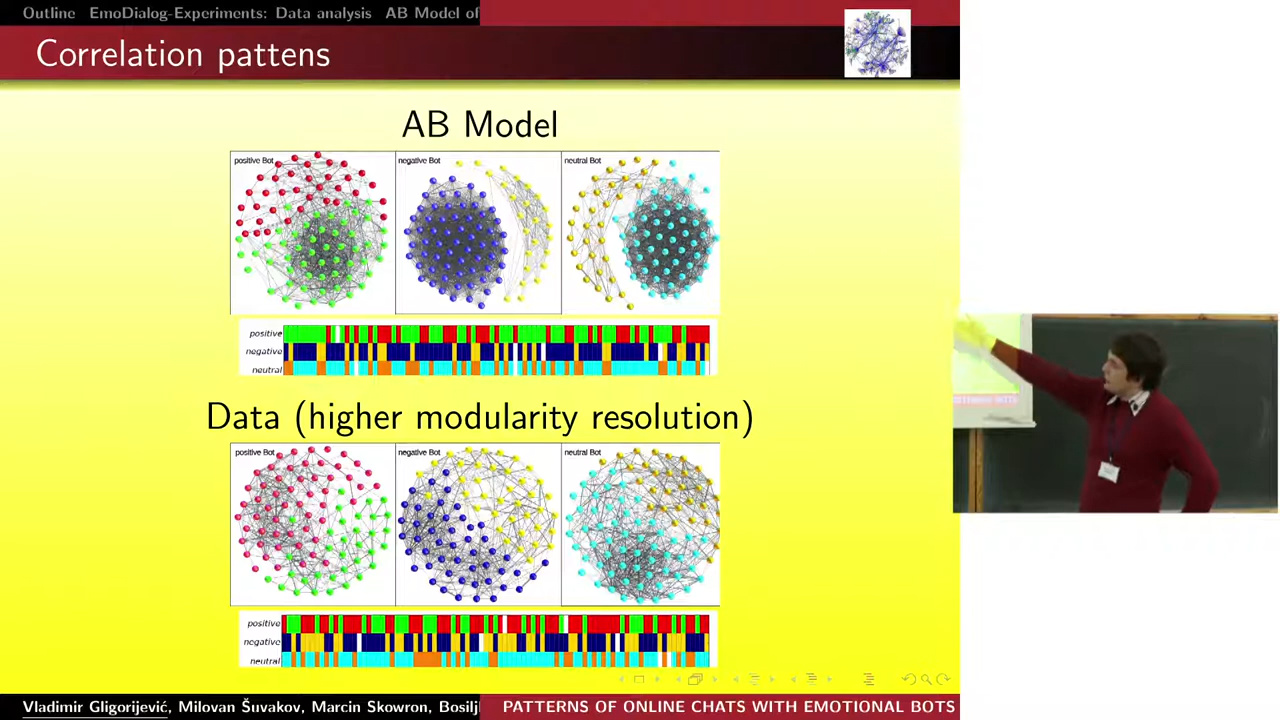 Outline EmoDialog-Experiments: Data analysis AB Model of
Correlation pattens
AB Model
positive Bot negative Bot neutral Bot
positive
negative
neutral
Data (higher modularity resolution)
positive Bot negative Bot neutral Bot
positive
negative
neutral
Vladimir Gligorijević, Milovan Šuvakov, Marcin Skowron, Bosilj PATTERNS OF ONLINE CHATS WITH EMOTIONAL BOTS